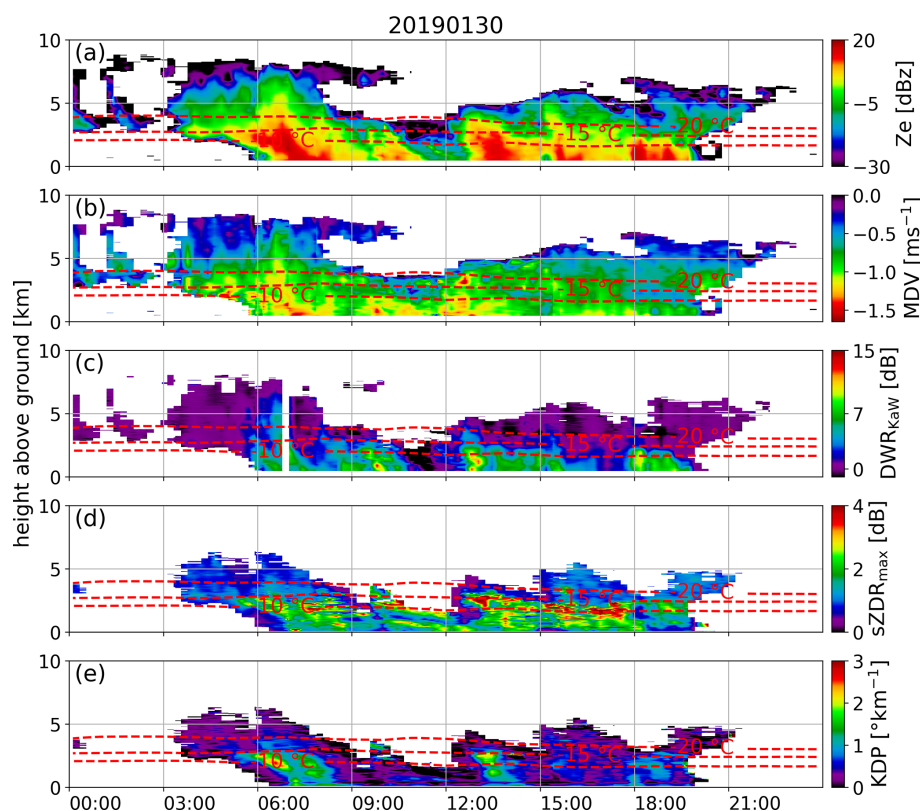 20190130
10
(a)
5
0
-10 °C
-15 °C
-20 °C
20
-5
-30
Ze [dBz]
10
(b)
5
0
-10 °C
-15 °C
-20 °C
0.0
-0.5
-1.0
-1.5
MDV [ms⁻¹]
height above ground [km]
10
(c)
5
0
-10 °C
-15 °C
-20 °C
15
7
0
DWR_KaW [dB]
10
(d)
5
0
-10 °C
-15 °C
-20 °C
4
3
2
1
0
sZDR_max [dB]
10
(e)
5
0
-10 °C
-15 °C
-20 °C
3
2
1
0
KDP [°km⁻¹]
00:00 03:00 06:00 09:00 12:00 15:00 18:00 21:00